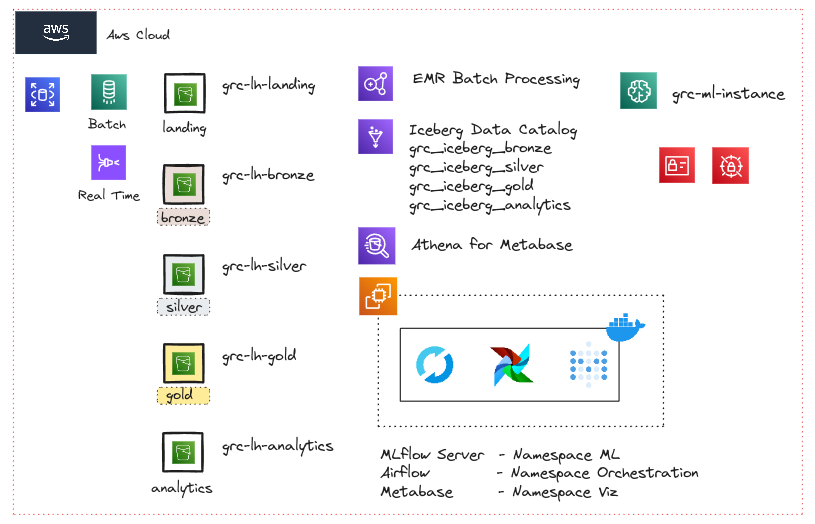 aws
Aws Cloud
Batch
Real Time
landing
grc-lh-landing
bronze
grc-lh-bronze
silver
grc-lh-silver
gold
grc-lh-gold
analytics
grc-lh-analytics
EMR Batch Processing
Iceberg Data Catalog
grc_iceberg_bronze
grc_iceberg_silver
grc_iceberg_gold
grc_iceberg_analytics
Athena for Metabase
grc-ml-instance
MLflow Server - Namespace ML
Airflow - Namespace Orchestration
Metabase - Namespace Viz